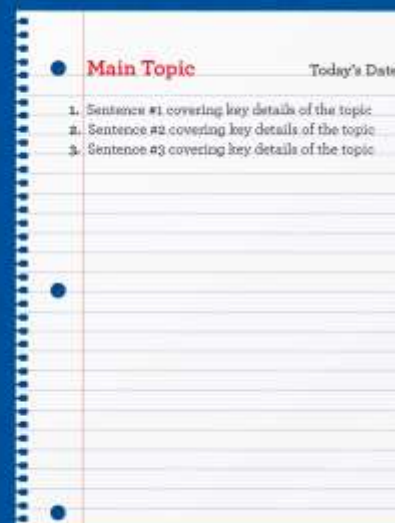 Main Topic Today's Date
1. Sentence #1 covering key details of the topic
2. Sentence #2 covering key details of the topic
3. Sentence #3 covering key details of the topic